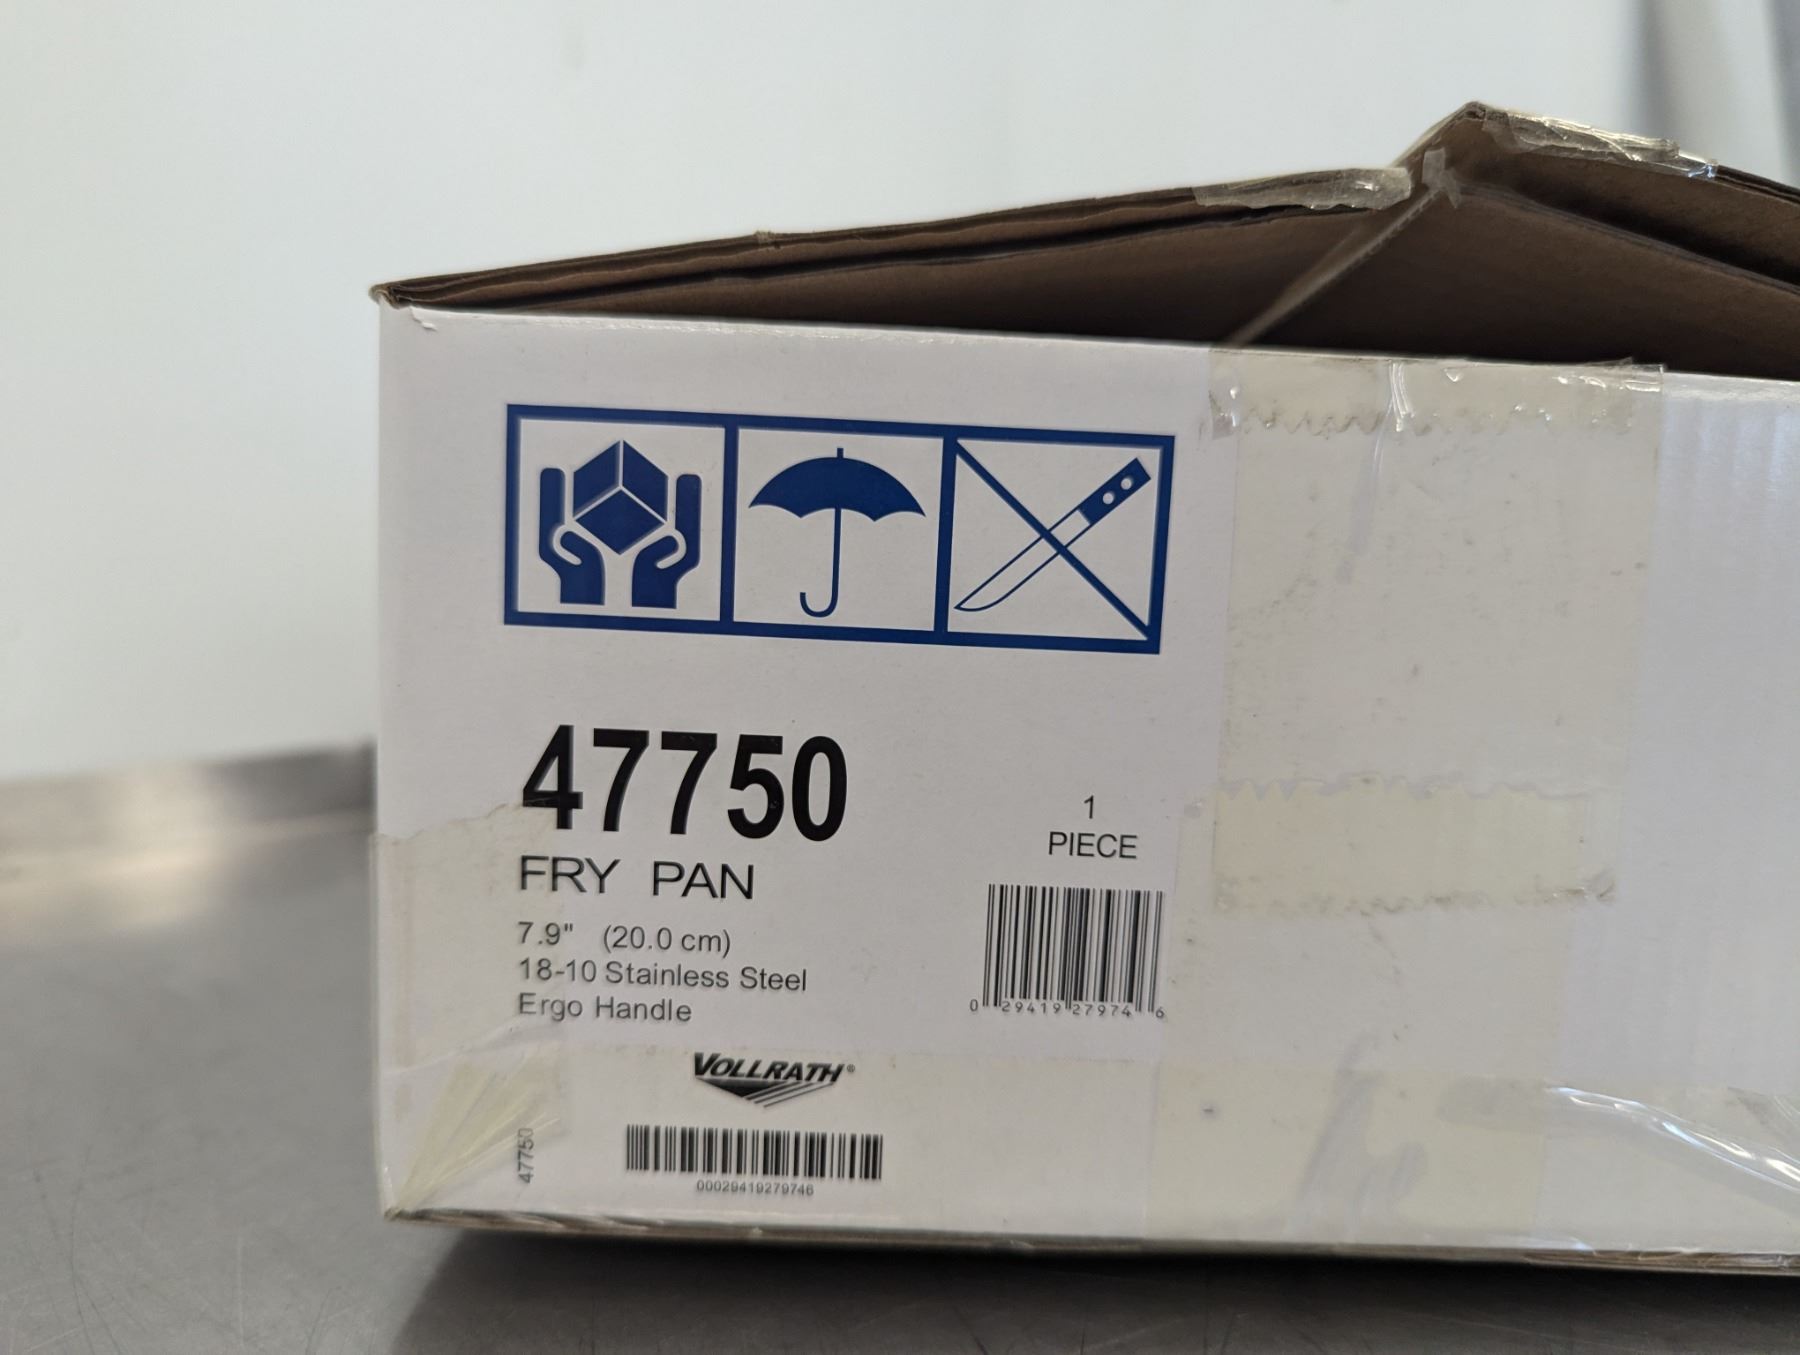 47750
FRY PAN
7.9" (20.0 cm)
18-10 Stainless Steel
Ergo Handle
1
PIECE
0 29419 27974 6
VOLLRATH®
47750
00029419279746